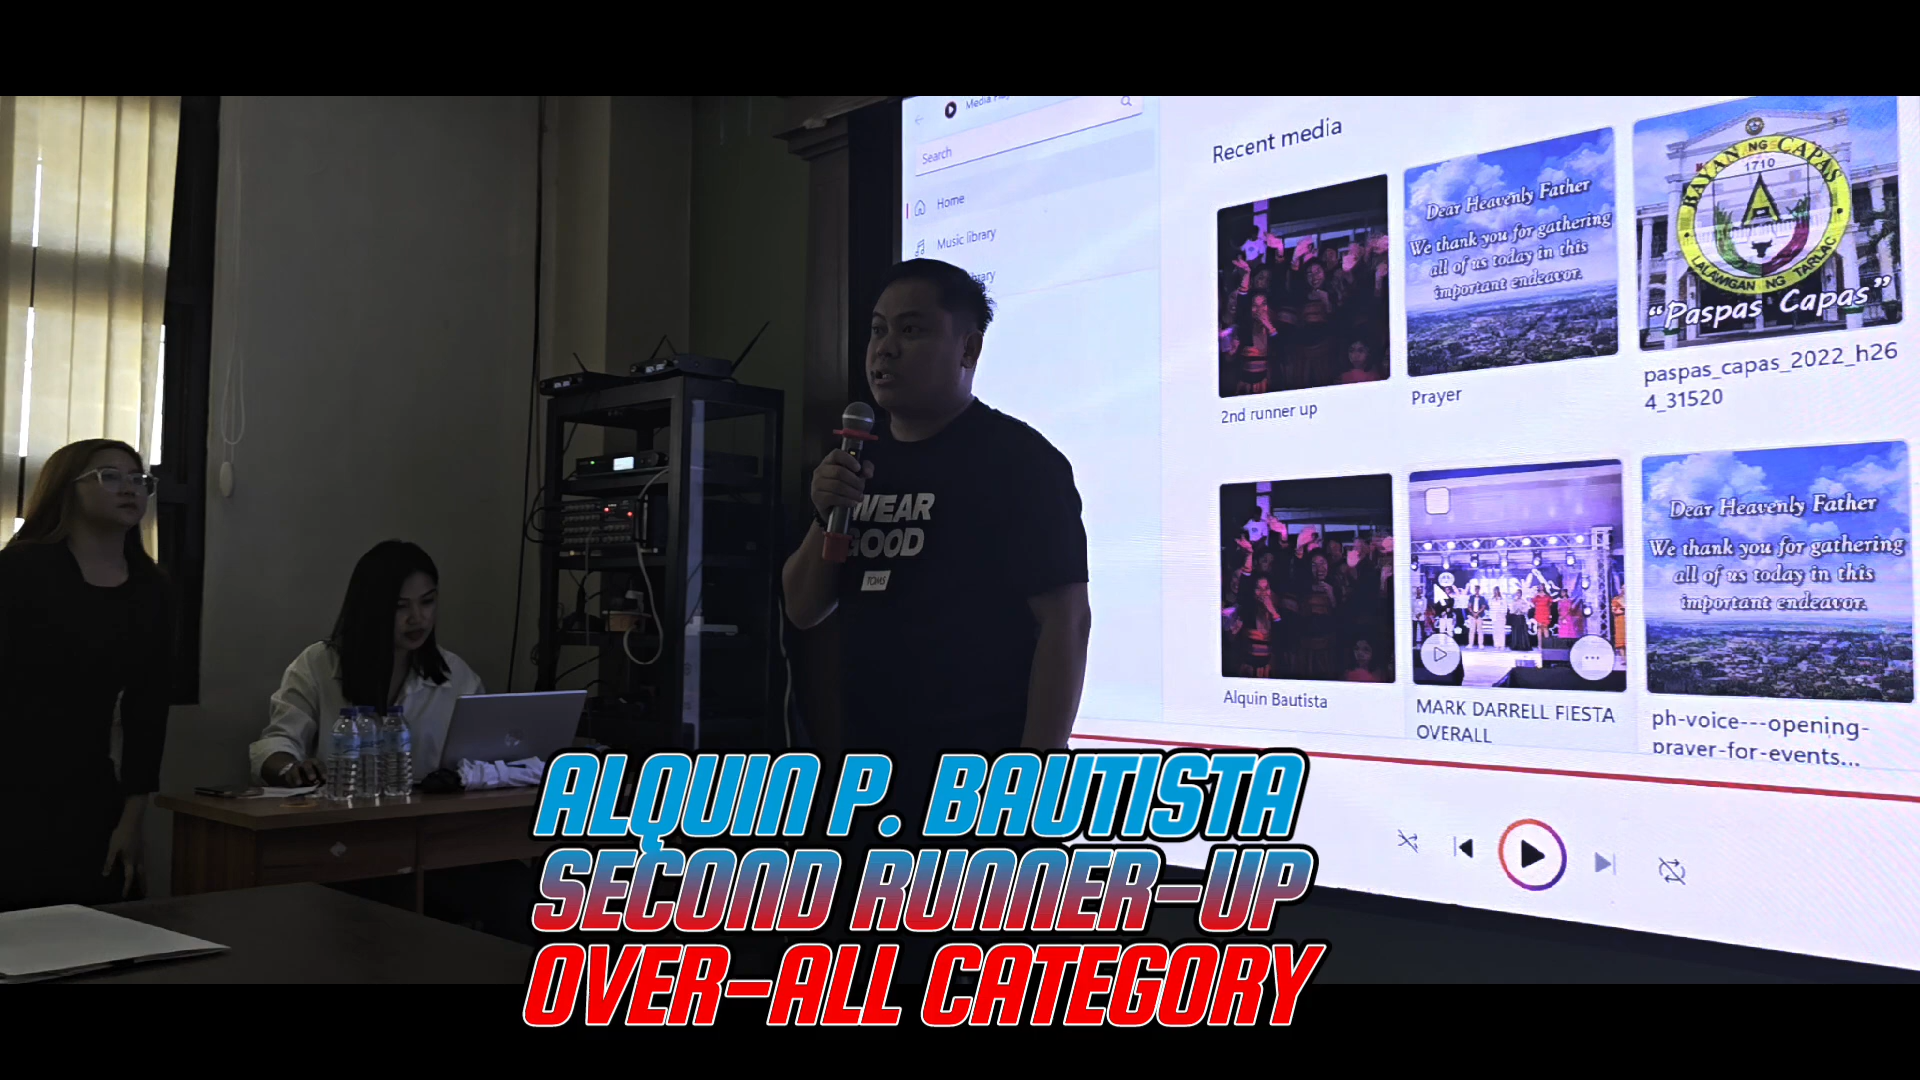 Search
Home
Music library
Recent media
Dear Heavenly Father
We thank you for gathering
all of us today in this
important endeavor.
BAYAN NG CAPAS
1710
LALAWIGAN NG TARLAC
“Paspas Capas”
2nd runner up
Prayer
paspas_capas_2022_h26
4_31520
Dear Heavenly Father
We thank you for gathering
all of us today in this
important endeavor.
CAPAS
Alquin Bautista
MARK DARRELL FIESTA
OVERALL
ph-voice---opening-
prayer-for-events...
WEAR
GOOD
TOMS
ALQUIN P. BAUTISTA
SECOND RUNNER-UP
OVER-ALL CATEGORY